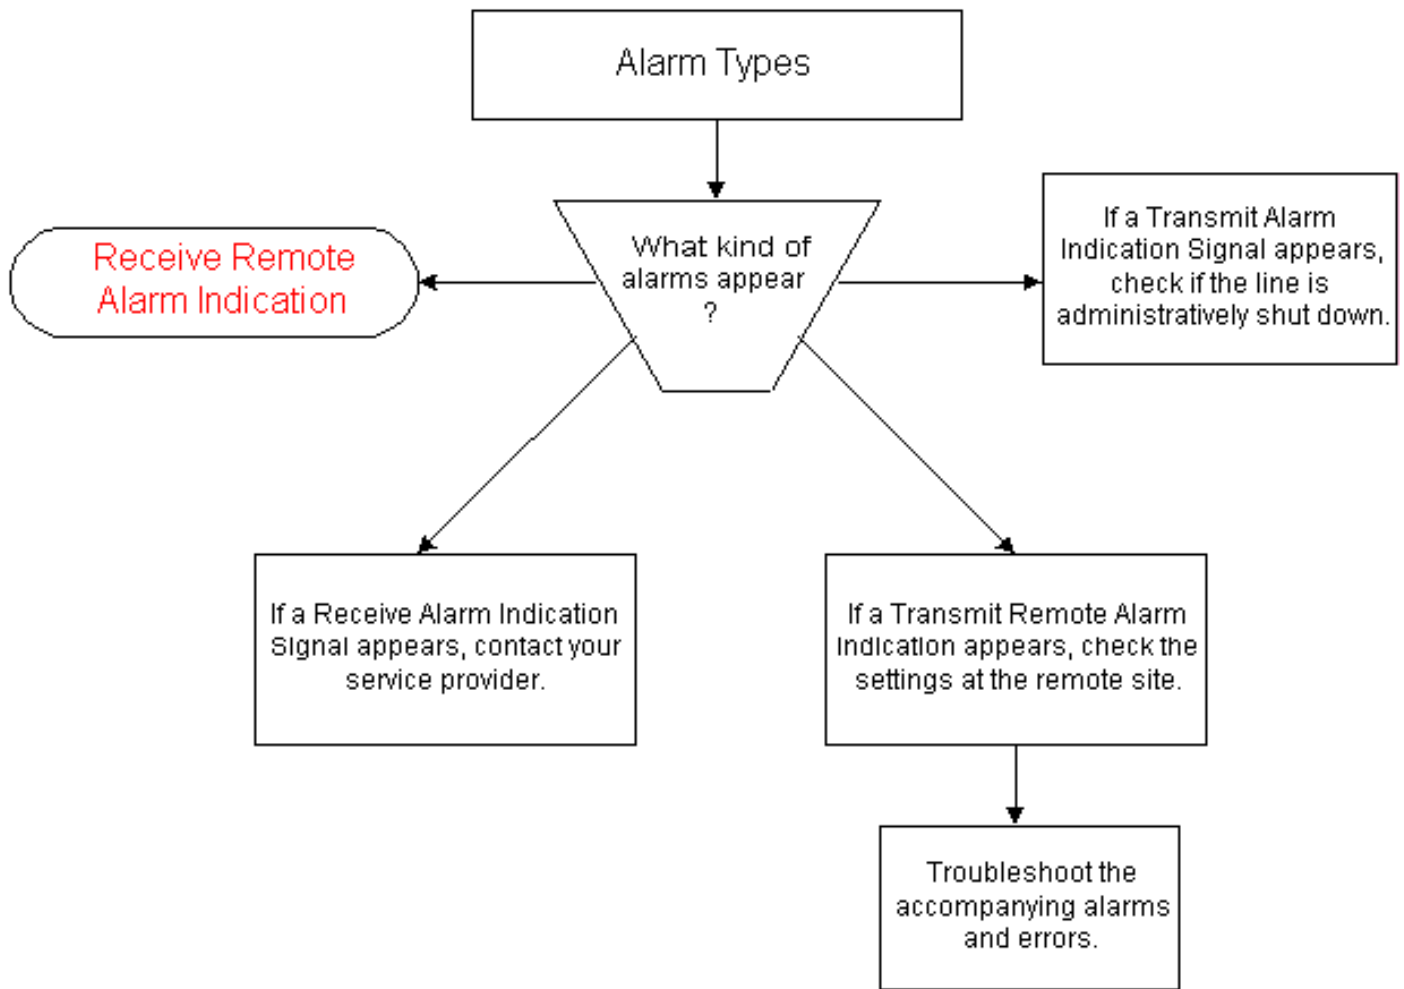 Alarm Types
What kind of
alarms appear
?
Receive Remote
Alarm Indication
If a Transmit Alarm
Indication Signal appears,
check if the line is
administratively shut down.
If a Receive Alarm Indication
Signal appears, contact your
service provider.
If a Transmit Remote Alarm
Indication appears, check the
settings at the remote site.
Troubleshoot the
accompanying alarms
and errors.